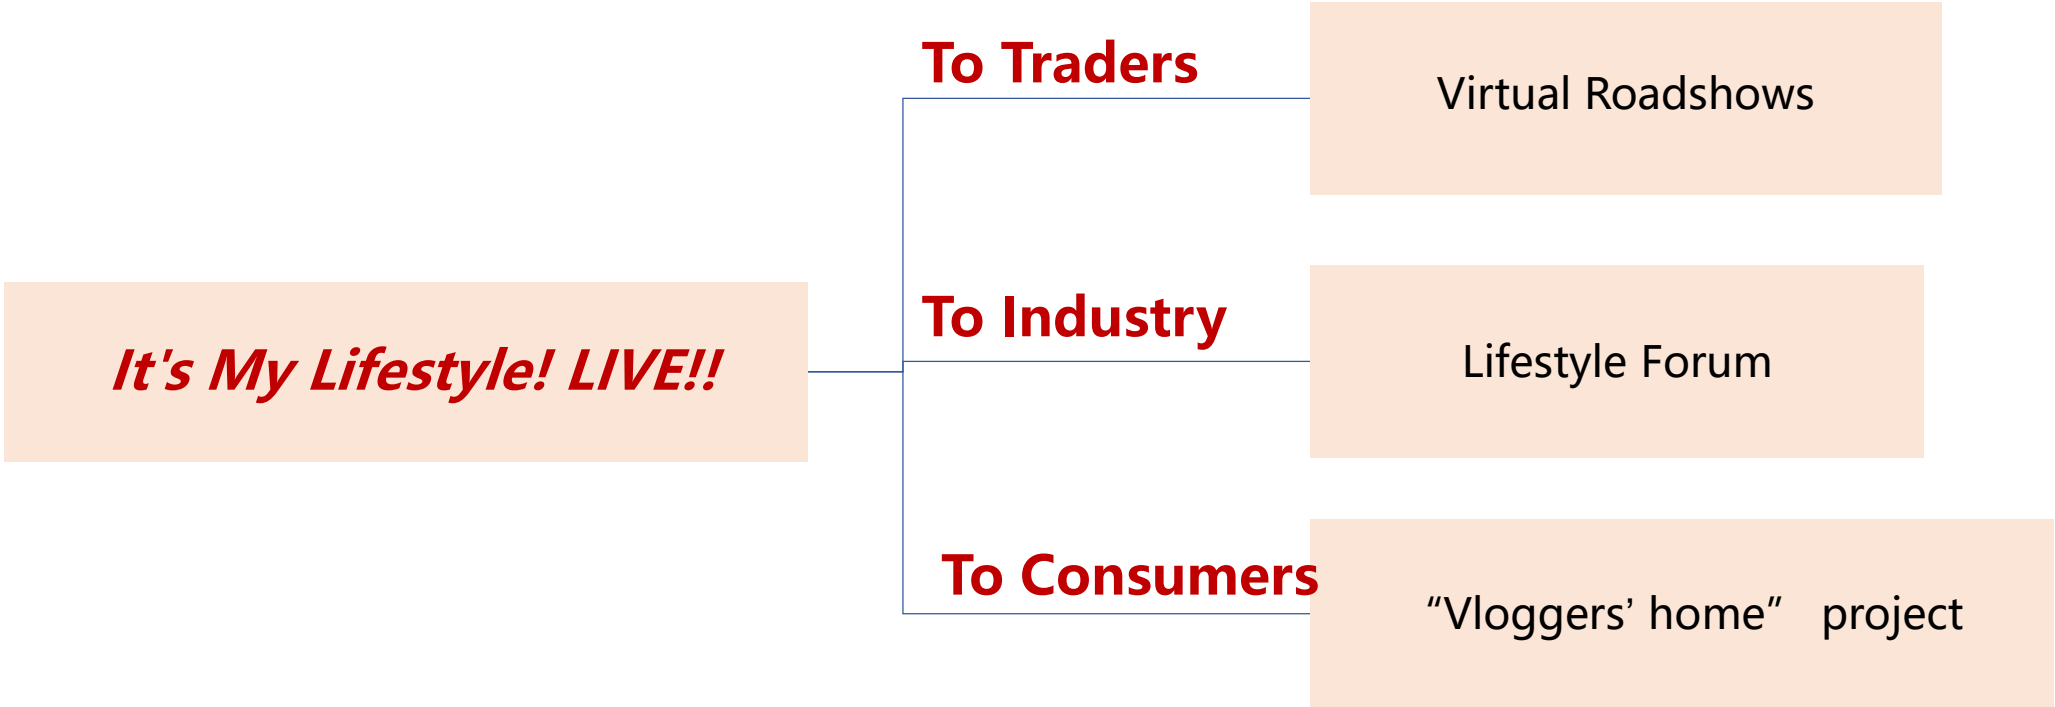 To Traders
Virtual Roadshows
It's My Lifestyle! LIVE!!
To Industry
Lifestyle Forum
To Consumers
“Vloggers’ home” project